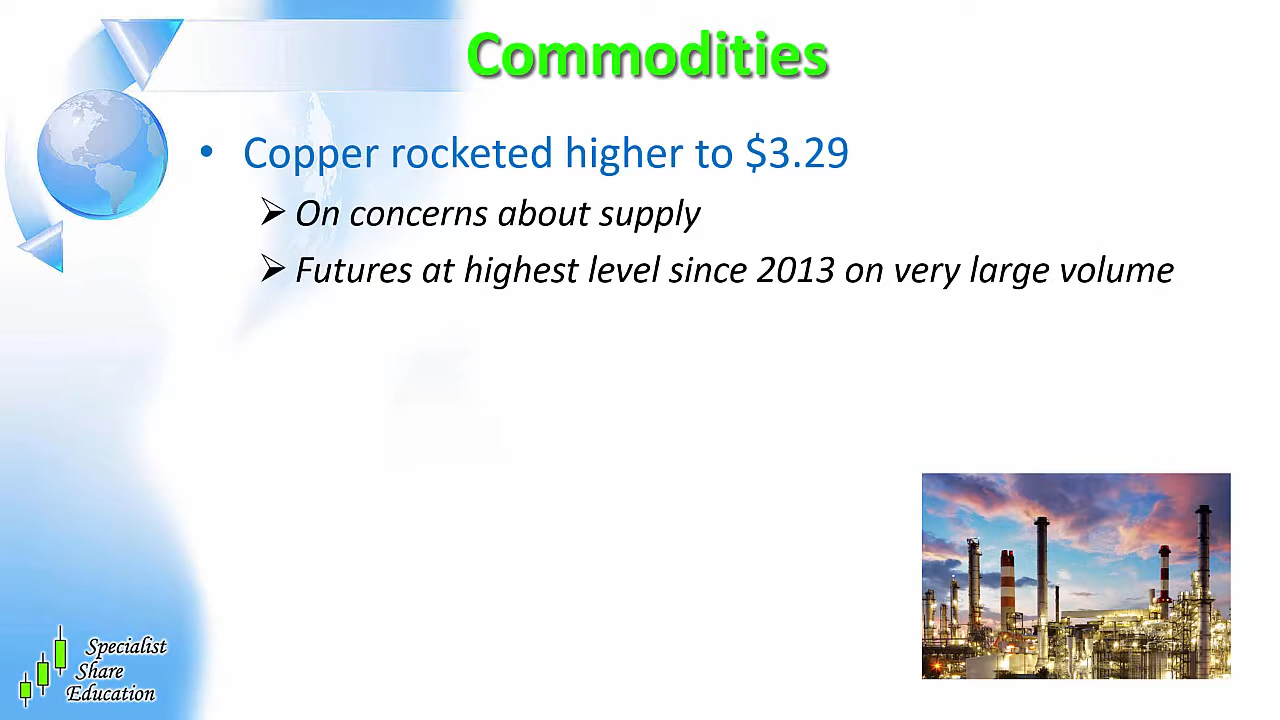 Commodities
• Copper rocketed higher to $3.29
➢ On concerns about supply
➢ Futures at highest level since 2013 on very large volume
Specialist
Share
Education